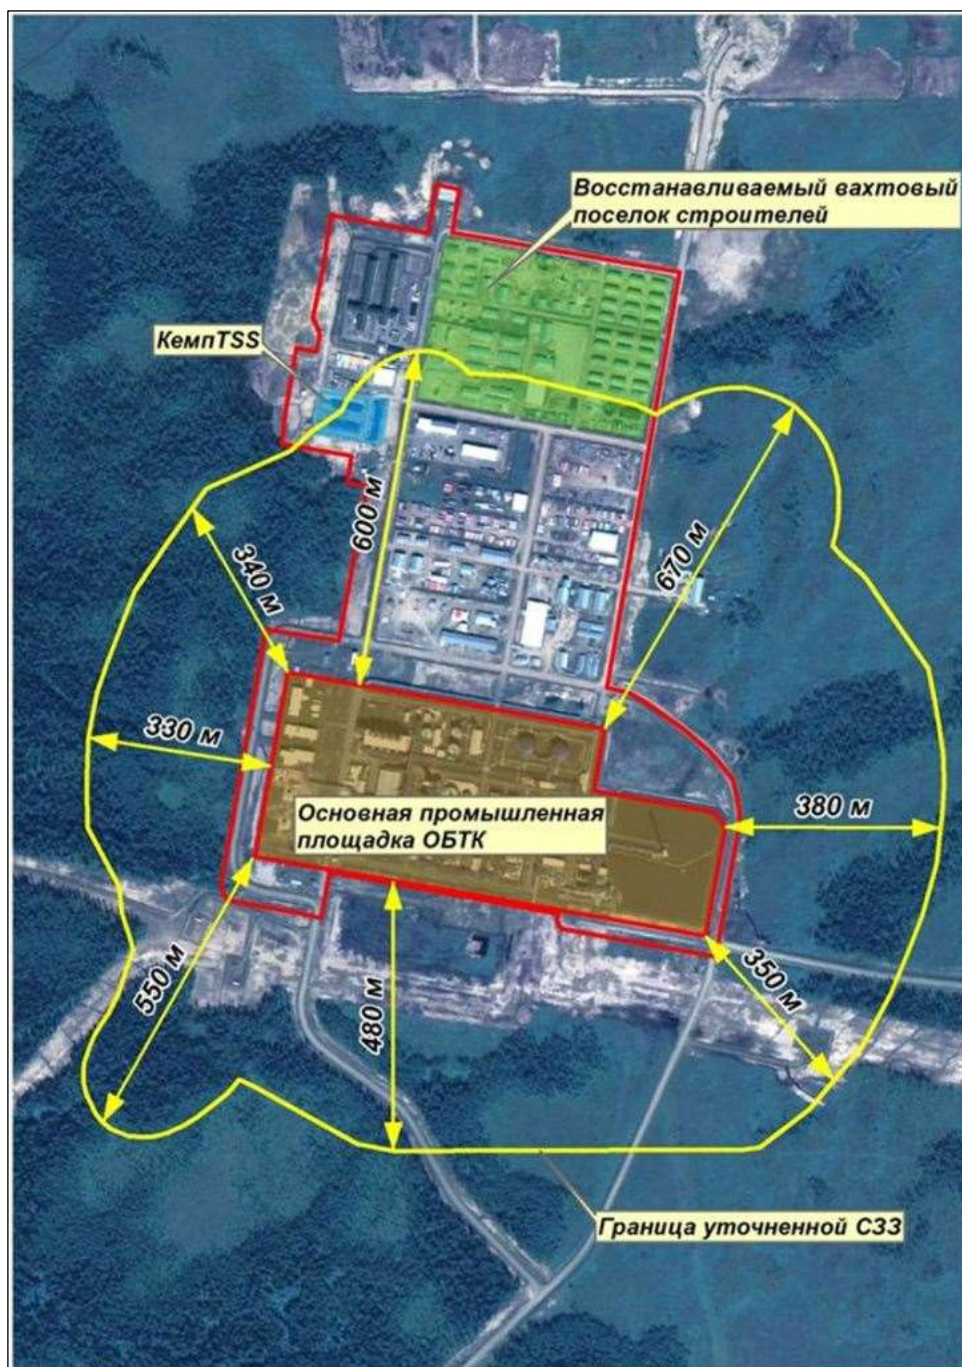 Восстанавливаемый вахтовый
поселок строителей
КемпTSS
600 м
670 м
340 м
330 м
Основная промышленная
площадка ОБТК
380 м
550 м
480 м
350 м
Граница уточненной СЗЗ